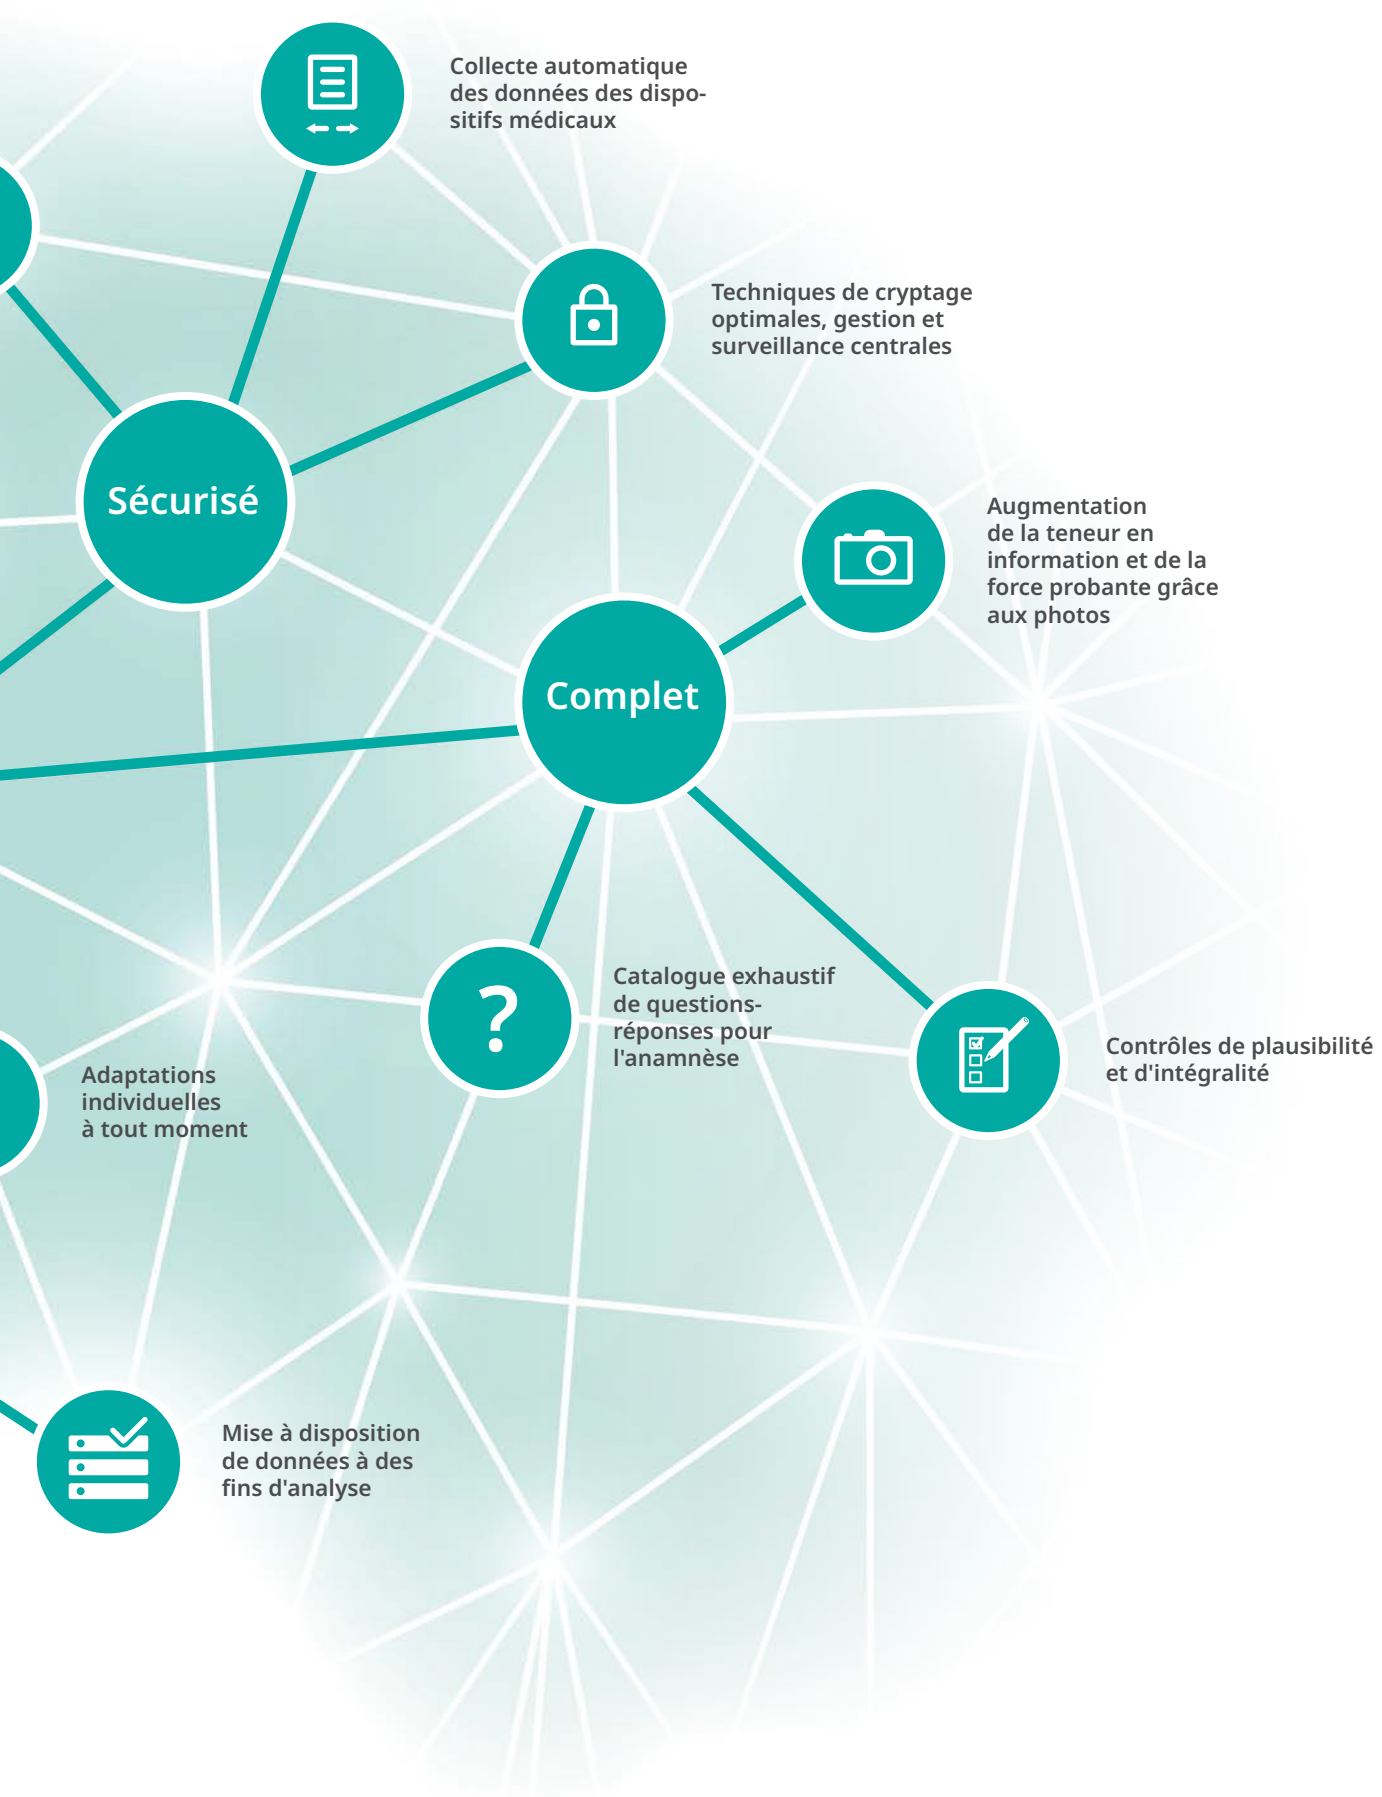 Collecte automatique
des données des dispo-
sitifs médicaux
Techniques de cryptage
optimales, gestion et
surveillance centrales
Sécurisé
Augmentation
de la teneur en
information et de la
force probante grâce
aux photos
Complet
?
Catalogue exhaustif
de questions-
réponses pour
l'anamnèse
Contrôles de plausibilité
et d'intégralité
Adaptations
individuelles
à tout moment
Mise à disposition
de données à des
fins d'analyse